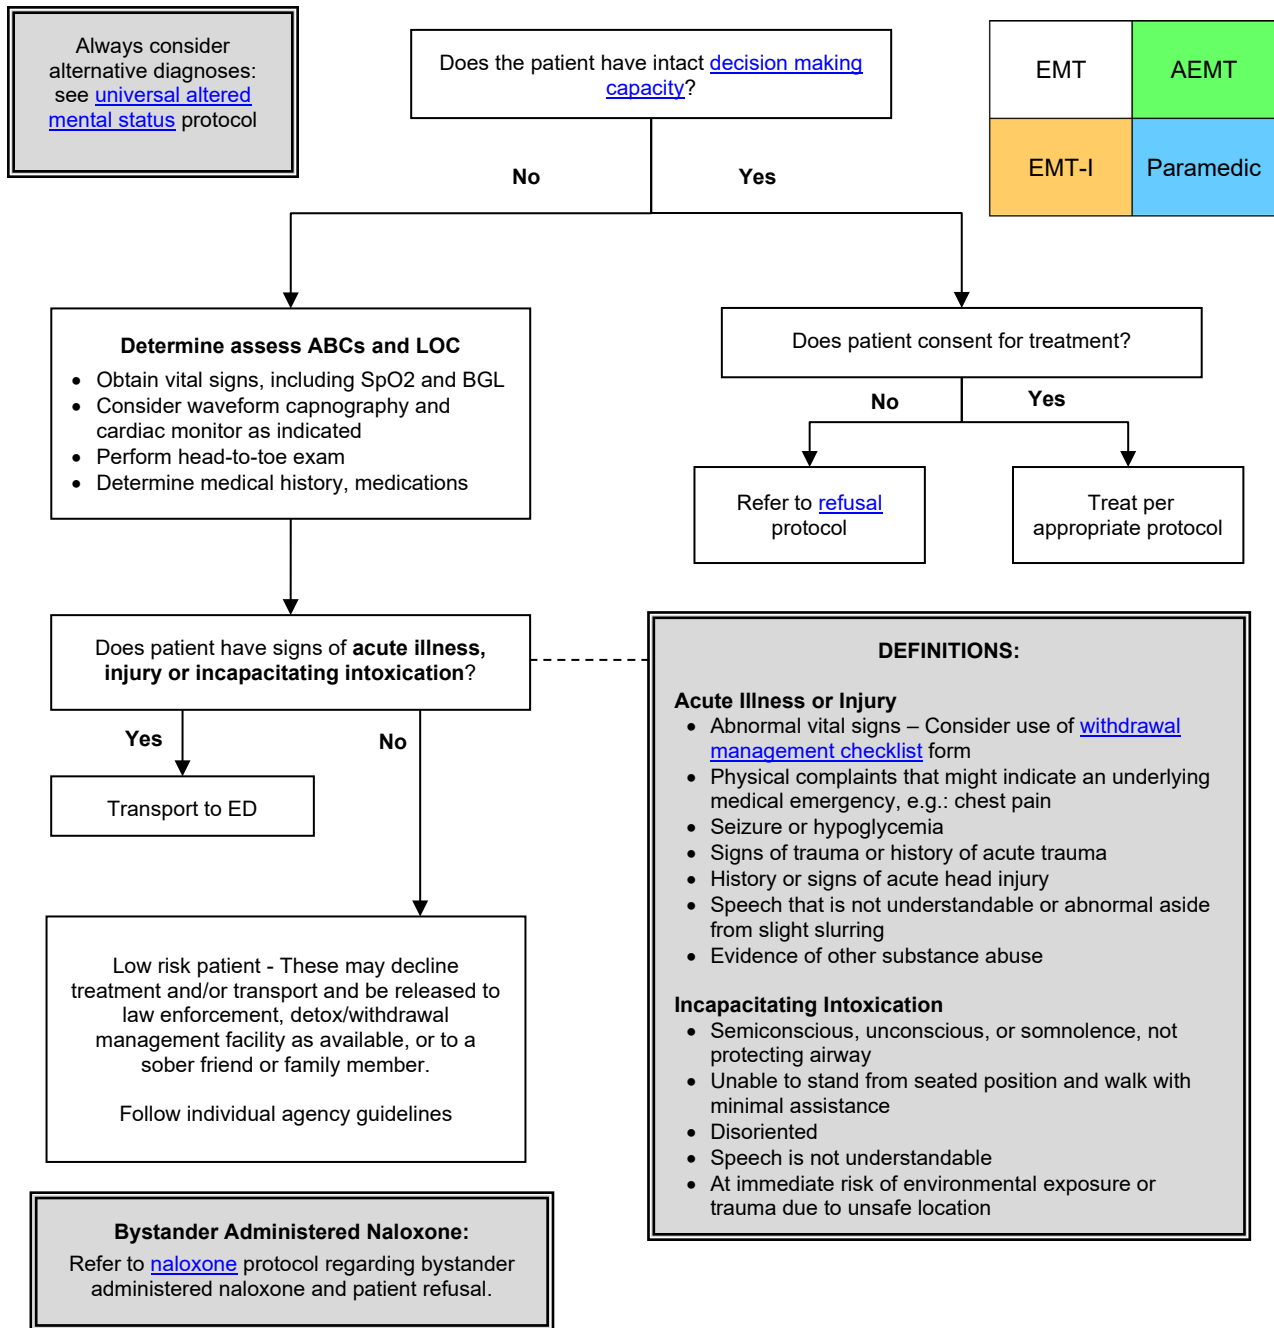 Always consider
alternative diagnoses:
see universal altered
mental status protocol
Does the patient have intact decision making
capacity?
EMT
AEMT
EMT-I
Paramedic
No
Yes
Determine assess ABCs and LOC
• Obtain vital signs, including SpO2 and BGL
• Consider waveform capnography and
cardiac monitor as indicated
• Perform head-to-toe exam
• Determine medical history, medications
Does patient consent for treatment?
No
Yes
Refer to refusal
protocol
Treat per
appropriate protocol
Does patient have signs of acute illness,
injury or incapacitating intoxication?
Yes
No
Transport to ED
Low risk patient - These may decline
treatment and/or transport and be released to
law enforcement, detox/withdrawal
management facility as available, or to a
sober friend or family member.
Follow individual agency guidelines
DEFINITIONS:
Acute Illness or Injury
• Abnormal vital signs – Consider use of withdrawal
management checklist form
• Physical complaints that might indicate an underlying
medical emergency, e.g.: chest pain
• Seizure or hypoglycemia
• Signs of trauma or history of acute trauma
• History or signs of acute head injury
• Speech that is not understandable or abnormal aside
from slight slurring
• Evidence of other substance abuse
Incapacitating Intoxication
• Semiconscious, unconscious, or somnolence, not
protecting airway
• Unable to stand from seated position and walk with
minimal assistance
• Disoriented
• Speech is not understandable
• At immediate risk of environmental exposure or
trauma due to unsafe location
Bystander Administered Naloxone:
Refer to naloxone protocol regarding bystander
administered naloxone and patient refusal.